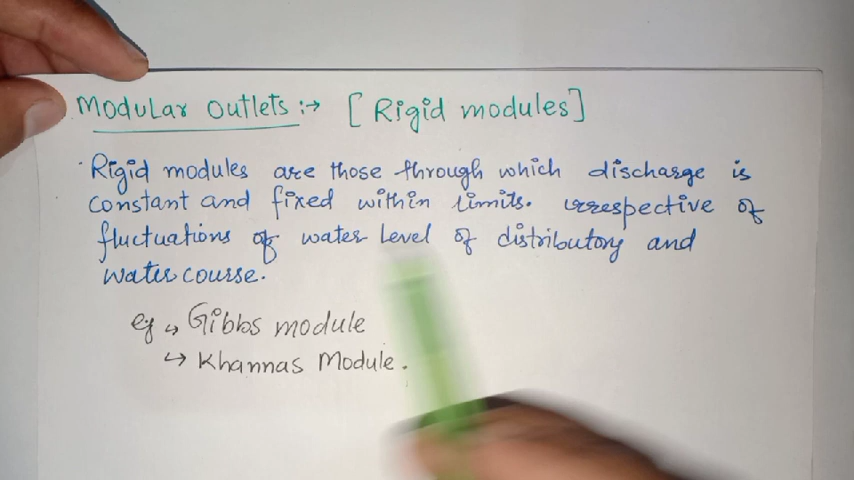 Modular outlets :→ [Rigid modules]
· Rigid modules are those through which discharge is
constant and fixed within limits. irrespective of
fluctuations of water level of distributory and
water course.
eg → Gibbs module
↳ Khannas Module.